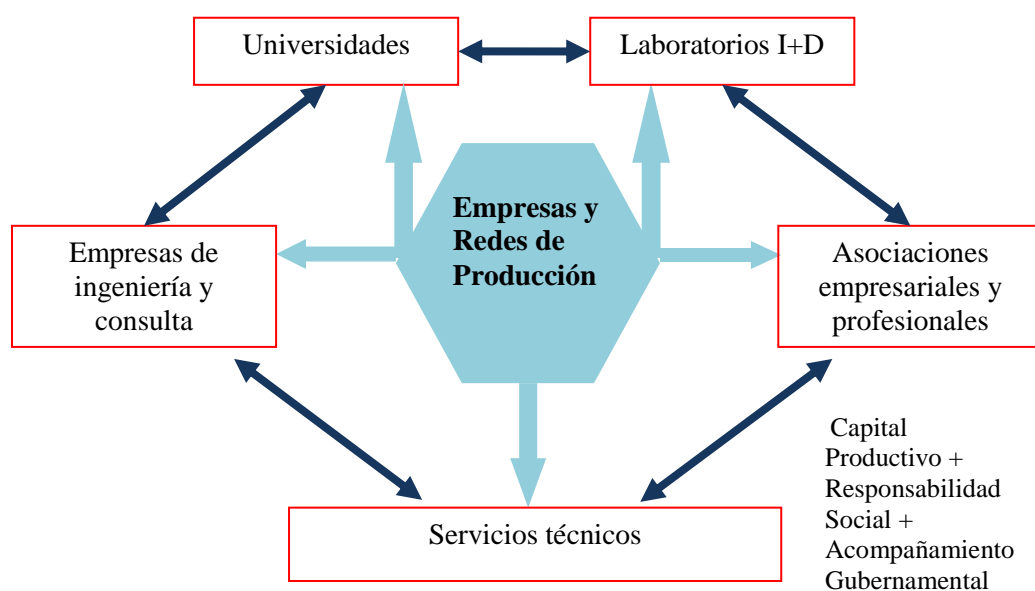 Universidades
Laboratorios I+D
Empresas y
Redes de
Producción
Empresas de
ingeniería y
consulta
Asociaciones
empresariales y
profesionales
Servicios técnicos
Capital
Productivo +
Responsabilidad
Social +
Acompañamiento
Gubernamental